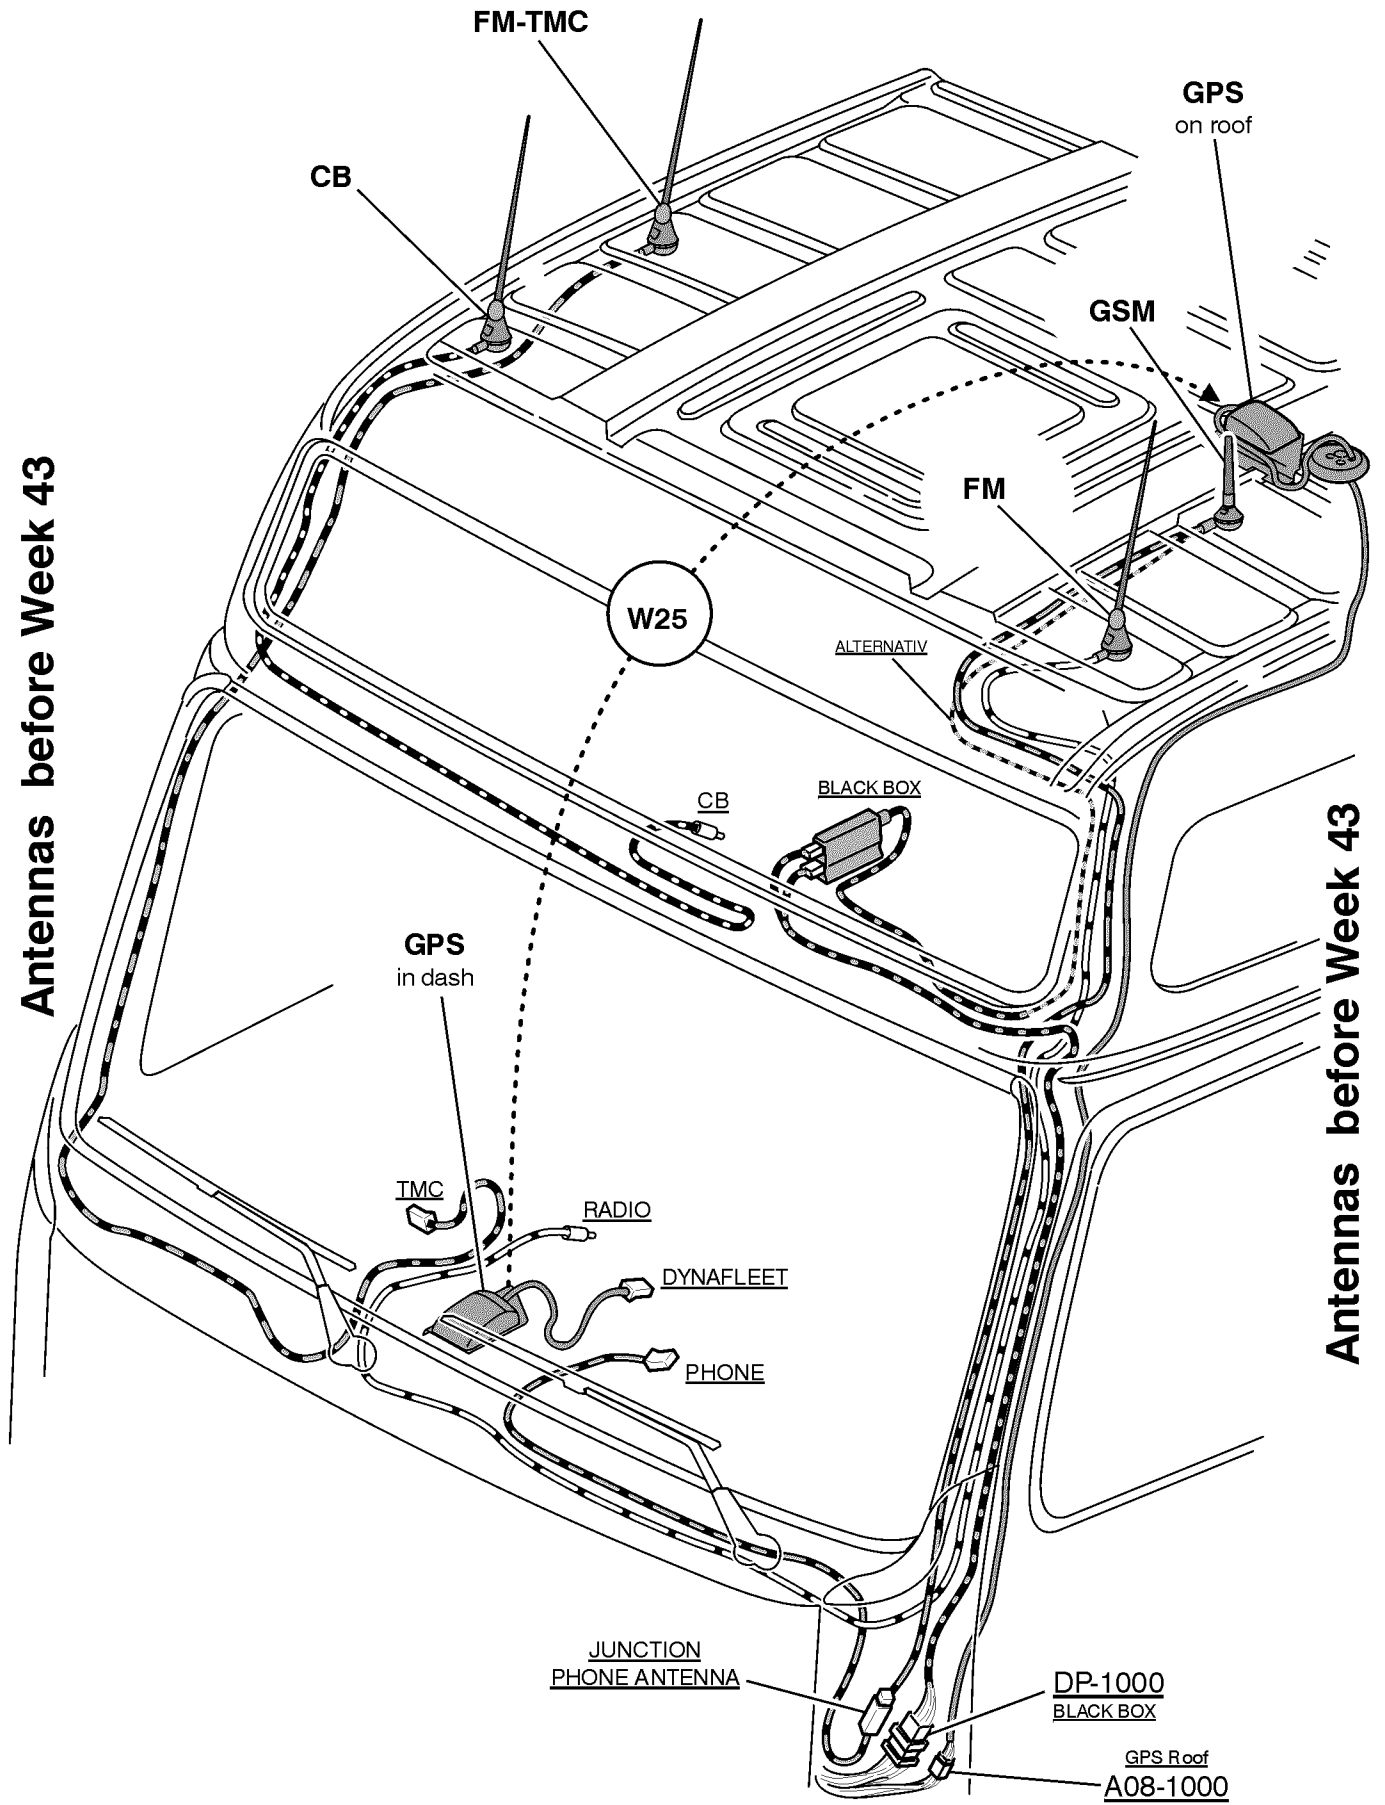 FM-TMC
CB
GPS
on roof
GSM
FM
W25
ALTERNATIV
CB
BLACK BOX
GPS
in dash
TMC
RADIO
DYNAFLEET
PHONE
JUNCTION
PHONE ANTENNA
DP-1000
BLACK BOX
GPS Roof
A08-1000
Antennas before Week 43
Antennas before Week 43